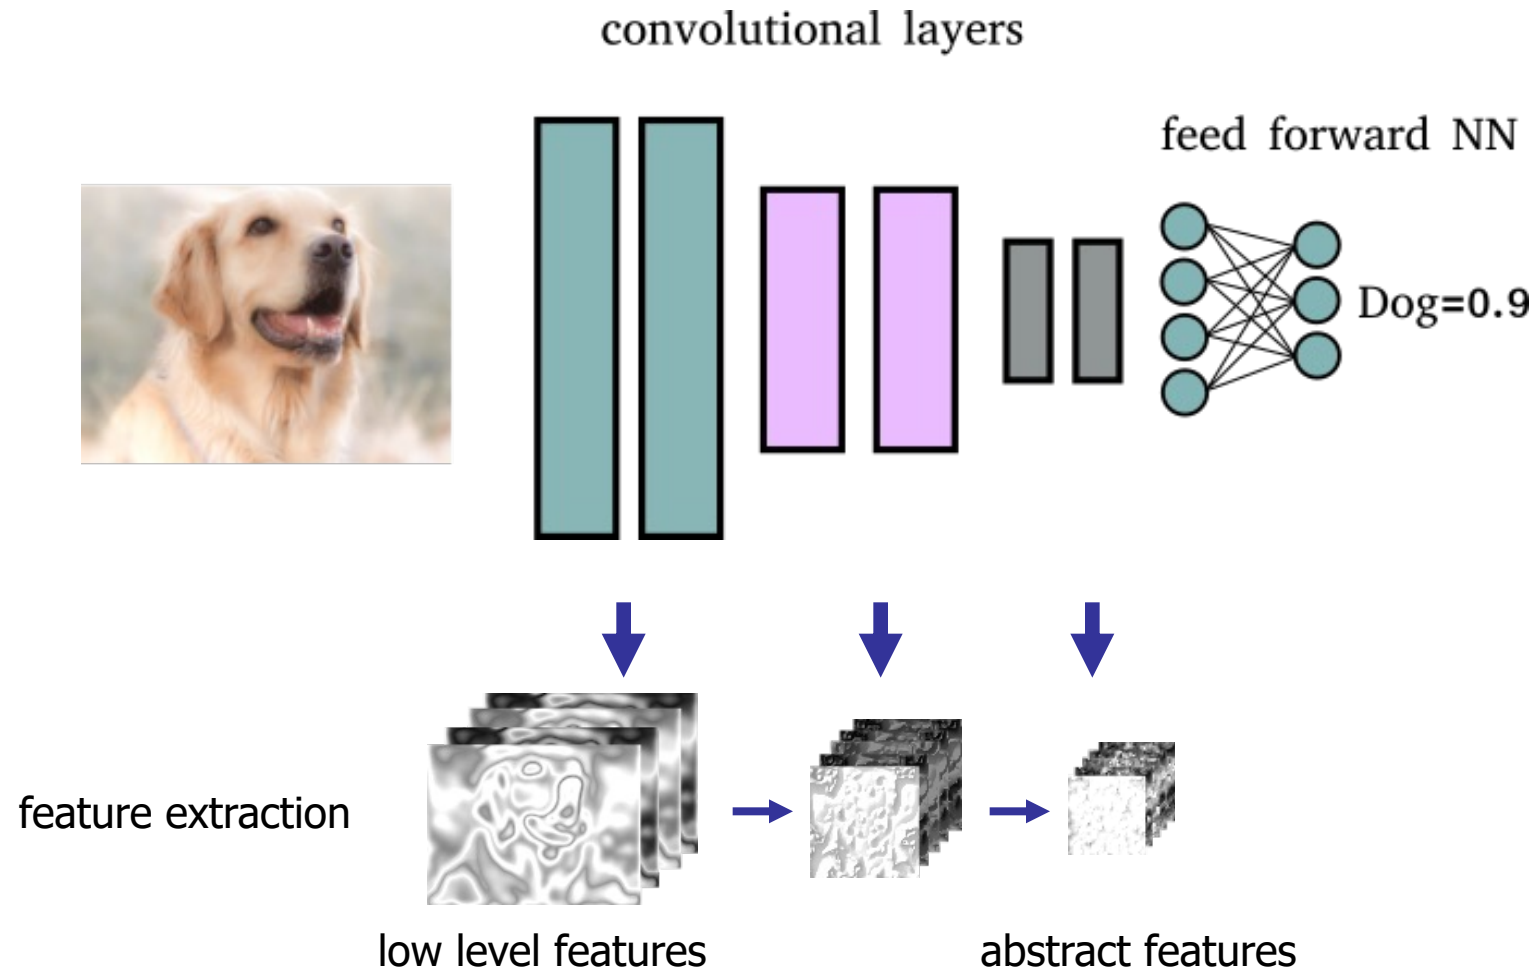 convolutional layers
feed forward NN
Dog=0.9
feature extraction
low level features
abstract features